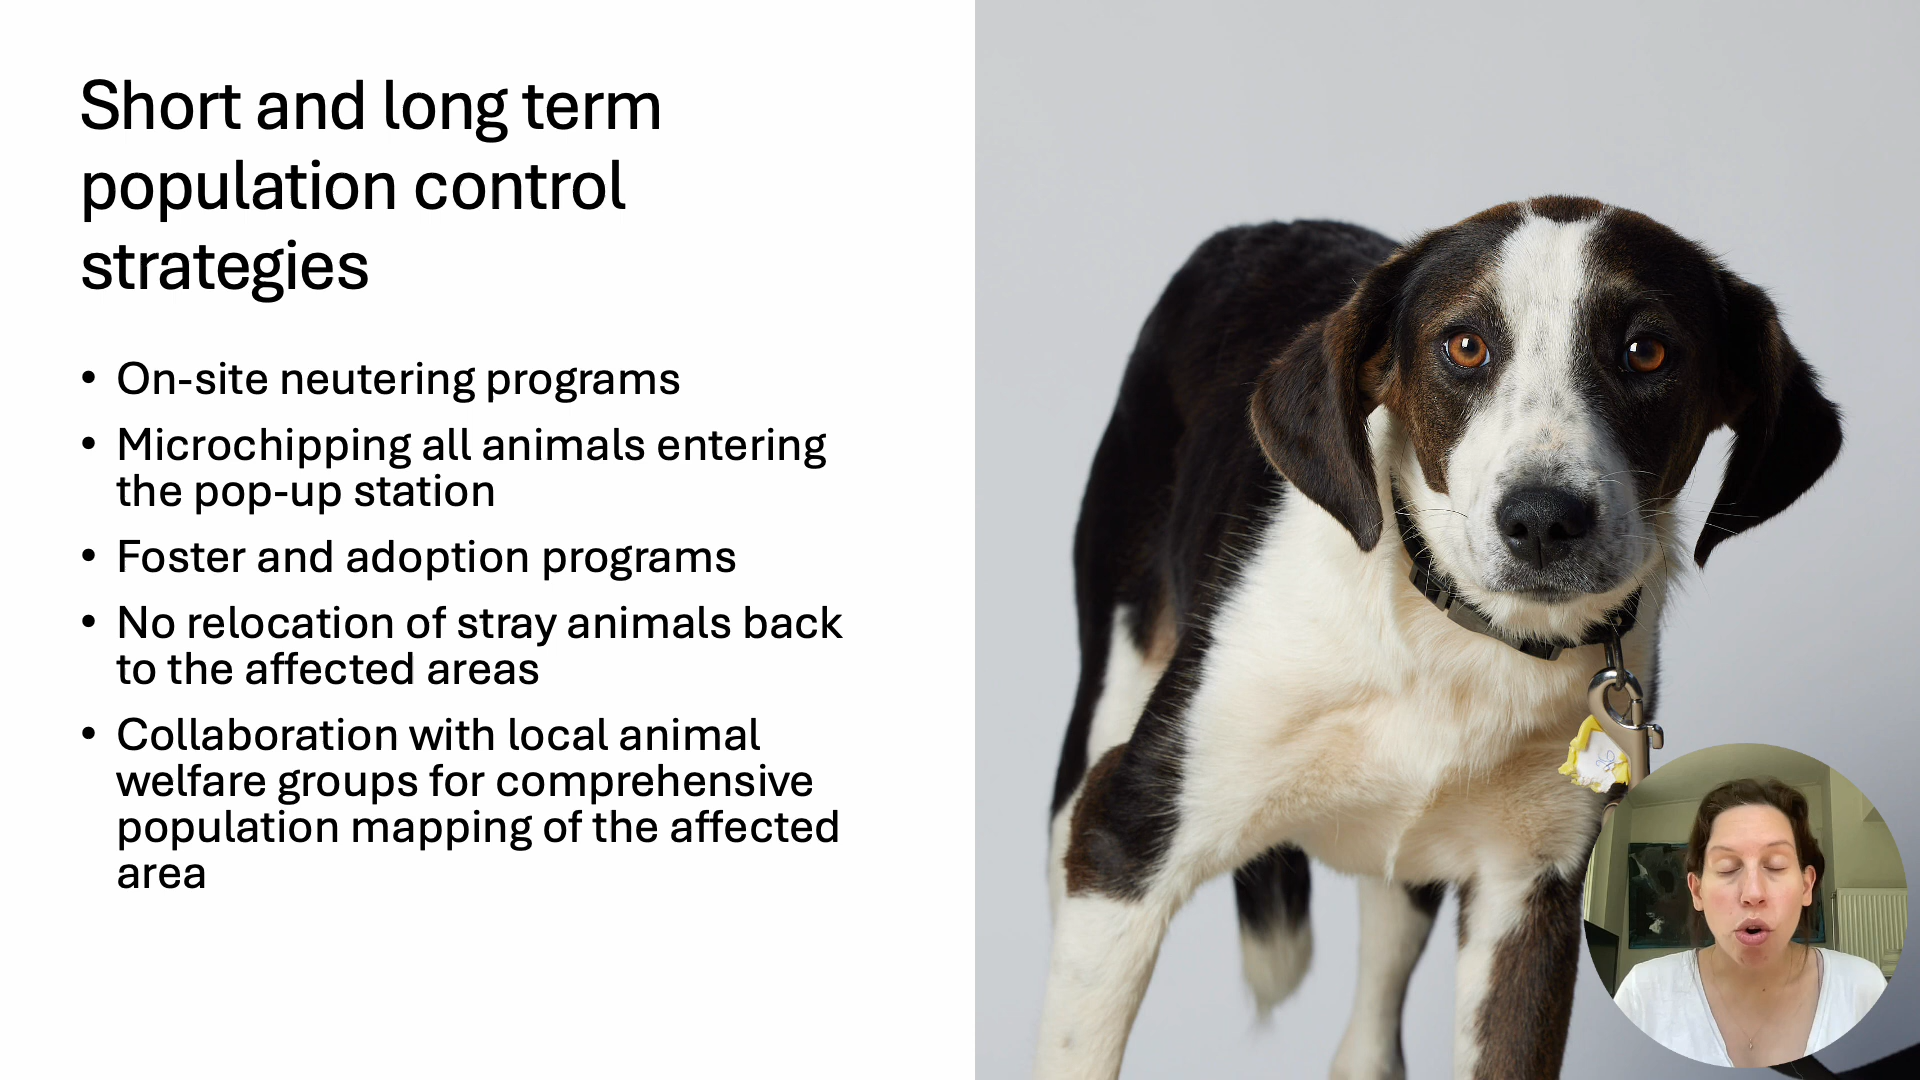 Short and long term
population control
strategies
• On-site neutering programs
• Microchipping all animals entering
the pop-up station
• Foster and adoption programs
• No relocation of stray animals back
to the affected areas
• Collaboration with local animal
welfare groups for comprehensive
population mapping of the affected
area